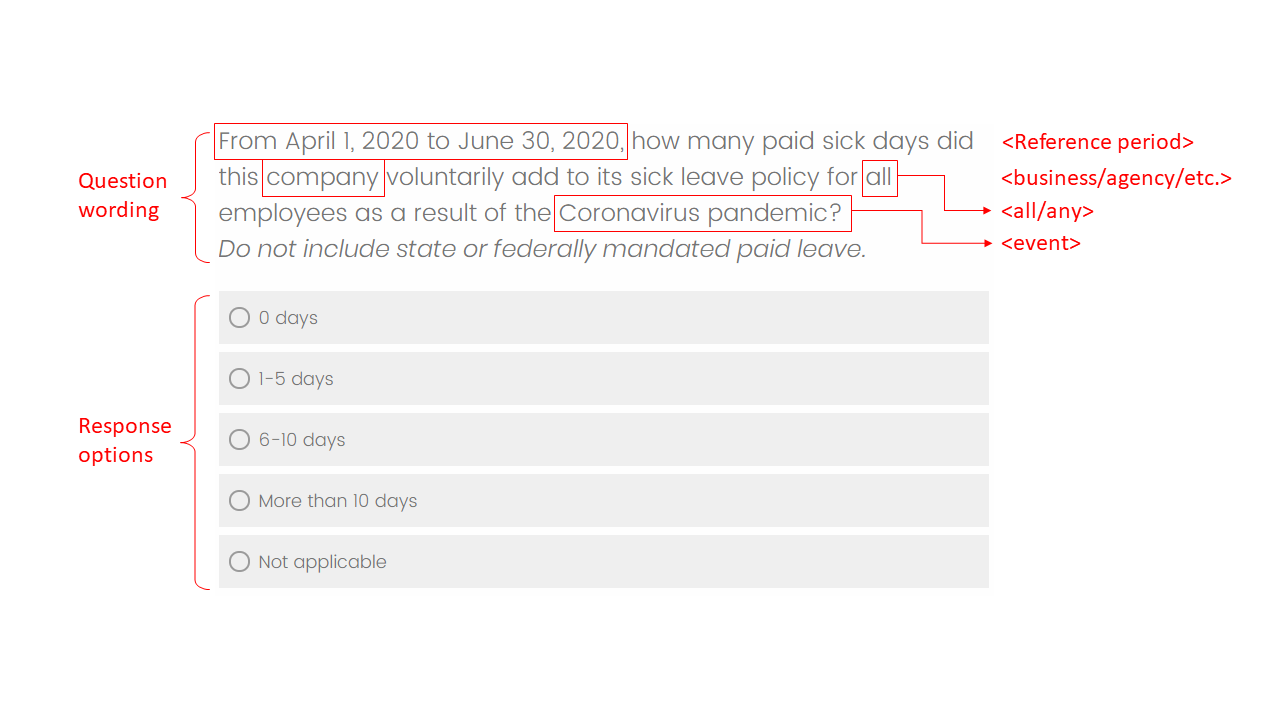 From April 1, 2020 to June 30, 2020, how many paid sick days did
<Reference period>
this company voluntarily add to its sick leave policy for all
<business/agency/etc.>
employees as a result of the Coronavirus pandemic?
<all/any>
Do not include state or federally mandated paid leave.
<event>
Question
wording
0 days
1-5 days
6-10 days
More than 10 days
Not applicable
Response
options